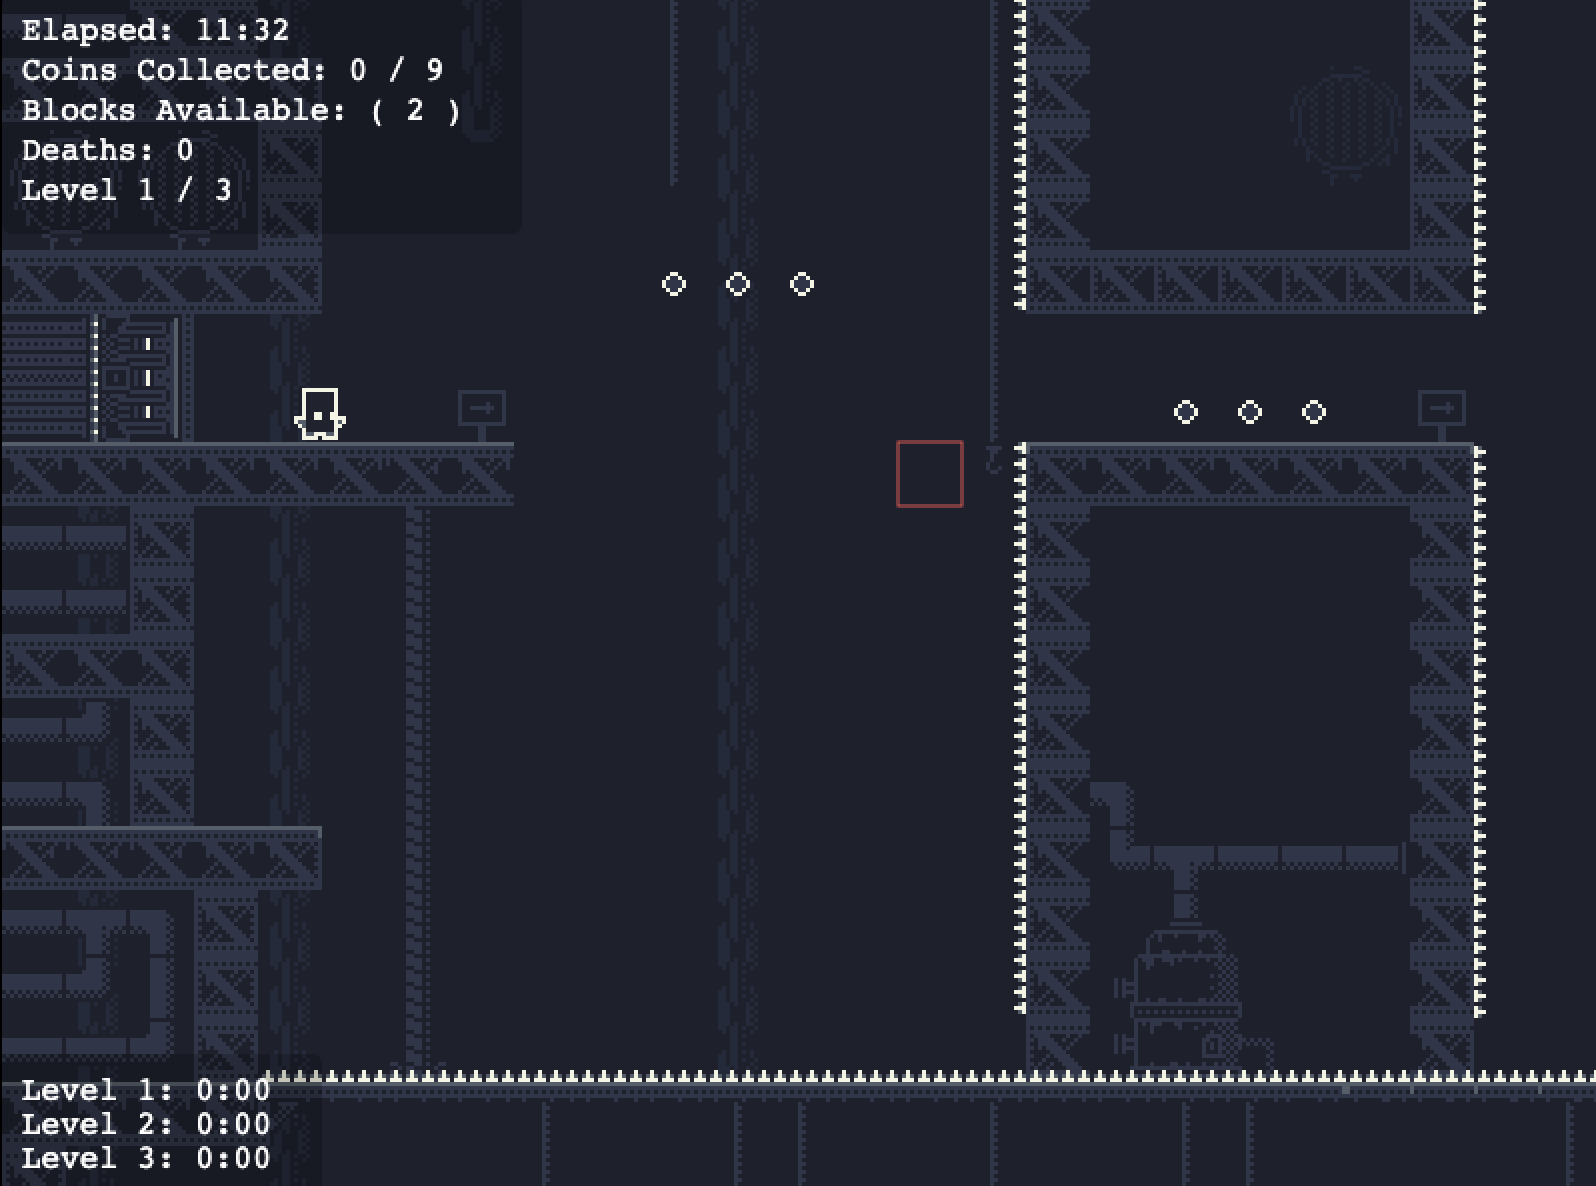 Elapsed: 11:32
Coins Collected: 0 / 9
Blocks Available: ( 2 )
Deaths: 0
Level 1 / 3
Level 1: 0:00
Level 2: 0:00
Level 3: 0:00